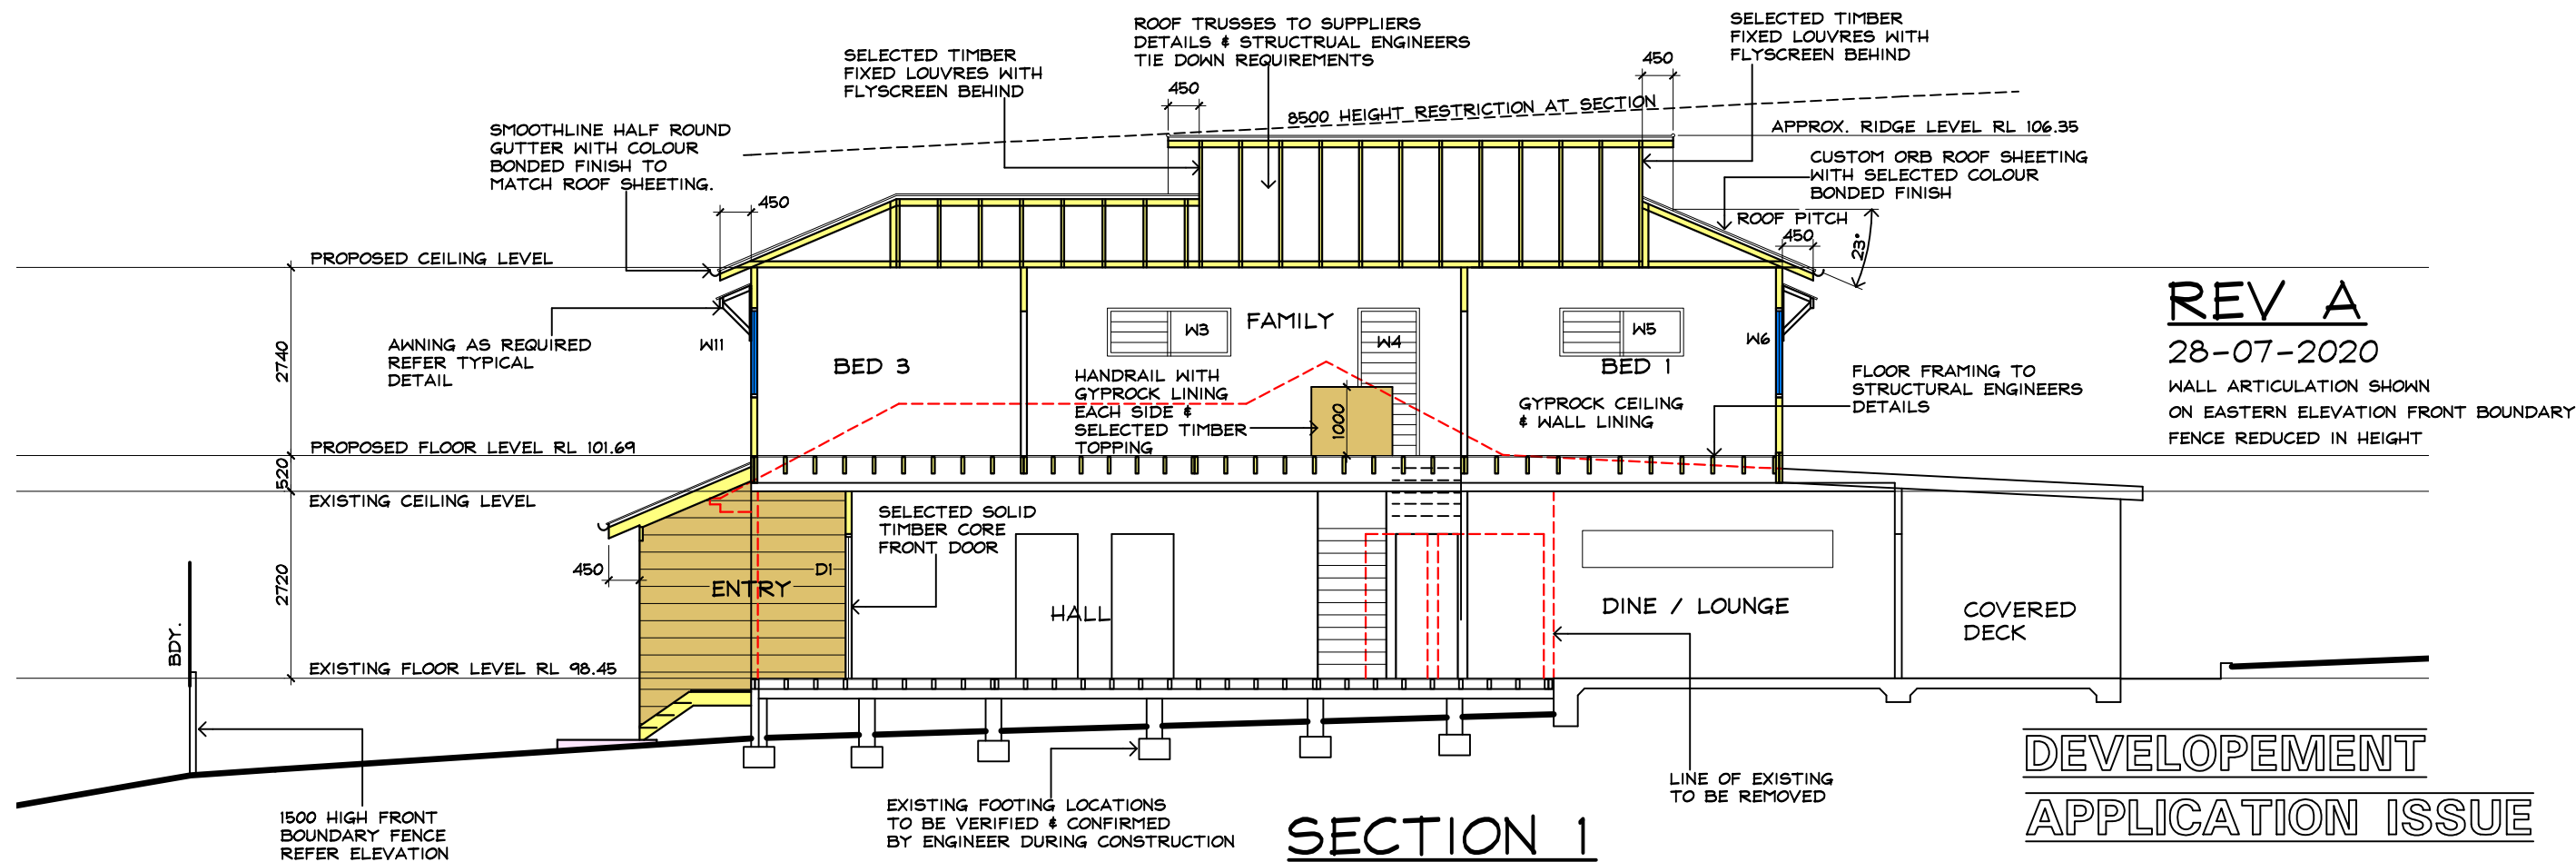 ROOF TRUSSES TO SUPPLIERS
DETAILS & STRUCTRUAL ENGINEERS
TIE DOWN REQUIREMENTS
SELECTED TIMBER
FIXED LOUVRES WITH
FLYSCREEN BEHIND
SELECTED TIMBER
FIXED LOUVRES WITH
FLYSCREEN BEHIND
450
450
8500 HEIGHT RESTRICTION AT SECTION
APPROX. RIDGE LEVEL RL 106.35
SMOOTHLINE HALF ROUND
GUTTER WITH COLOUR
BONDED FINISH TO
MATCH ROOF SHEETING.
CUSTOM ORB ROOF SHEETING
WITH SELECTED COLOUR
BONDED FINISH
450
ROOF PITCH
450
23°
PROPOSED CEILING LEVEL
REV A
28-07-2020
WALL ARTICULATION SHOWN
ON EASTERN ELEVATION FRONT BOUNDARY
FENCE REDUCED IN HEIGHT
2740
AWNING AS REQUIRED
REFER TYPICAL
DETAIL
W11
BED 3
W3
FAMILY
W4
W5
BED 1
W6
HANDRAIL WITH
GYPROCK LINING
EACH SIDE &
SELECTED TIMBER
TOPPING
1000
GYPROCK CEILING
& WALL LINING
FLOOR FRAMING TO
STRUCTURAL ENGINEERS
DETAILS
PROPOSED FLOOR LEVEL RL 101.69
520
EXISTING CEILING LEVEL
SELECTED SOLID
TIMBER CORE
FRONT DOOR
450
2720
D1
ENTRY
HALL
DINE / LOUNGE
COVERED
DECK
BDY.
EXISTING FLOOR LEVEL RL 98.45
1500 HIGH FRONT
BOUNDARY FENCE
REFER ELEVATION
EXISTING FOOTING LOCATIONS
TO BE VERIFIED & CONFIRMED
BY ENGINEER DURING CONSTRUCTION
LINE OF EXISTING
TO BE REMOVED
SECTION 1
DEVELOPEMENT
APPLICATION ISSUE